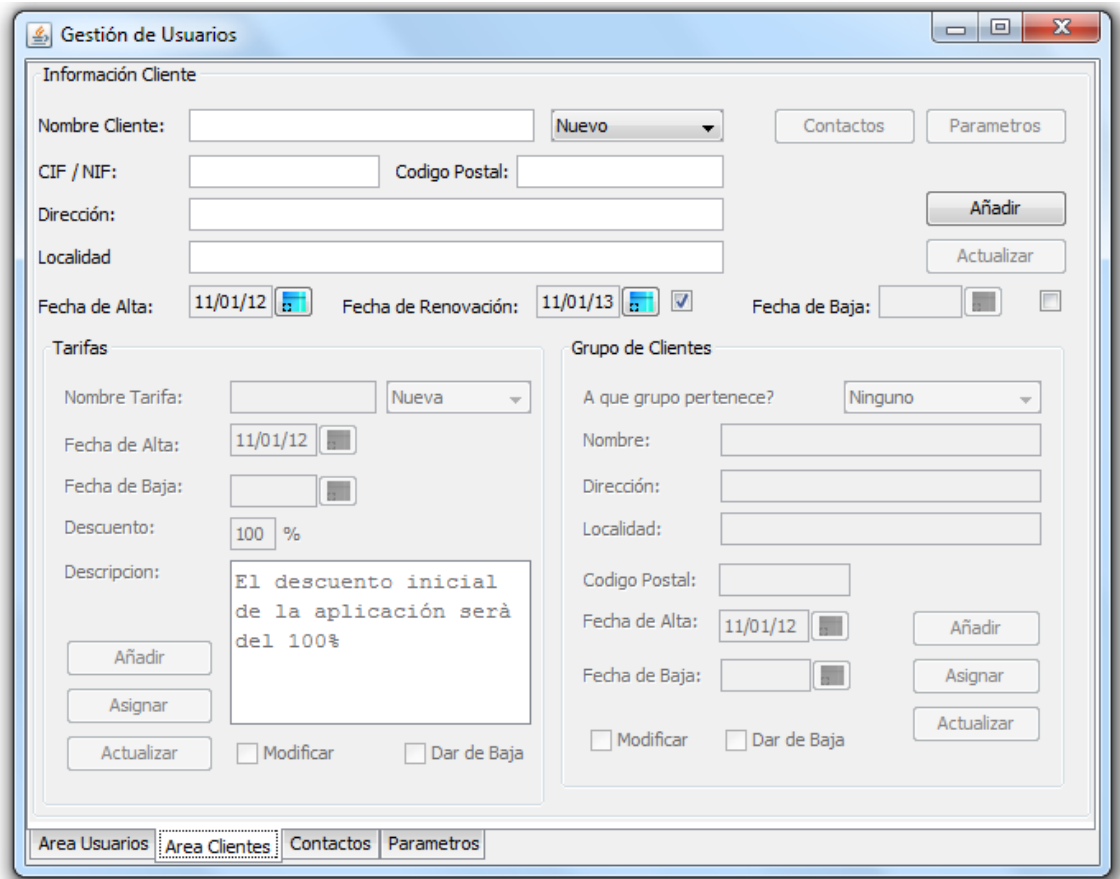 Gestión de Usuarios
Información Cliente
Nombre Cliente: Nuevo Contactos Parametros
CIF / NIF: Codigo Postal:
Dirección: Añadir
Localidad Actualizar
Fecha de Alta: 11/01/12 Fecha de Renovación: 11/01/13 Fecha de Baja:
Tarifas
Nombre Tarifa: Nueva
Fecha de Alta: 11/01/12
Fecha de Baja:
Descuento: 100 %
Descripcion:
El descuento inicial
de la aplicación serà
del 100%
Añadir
Asignar
Actualizar Modificar Dar de Baja
Grupo de Clientes
A que grupo pertenece? Ninguno
Nombre:
Dirección:
Localidad:
Codigo Postal:
Fecha de Alta: 11/01/12 Añadir
Fecha de Baja: Asignar
Actualizar
Modificar Dar de Baja
Area Usuarios Area Clientes Contactos Parametros